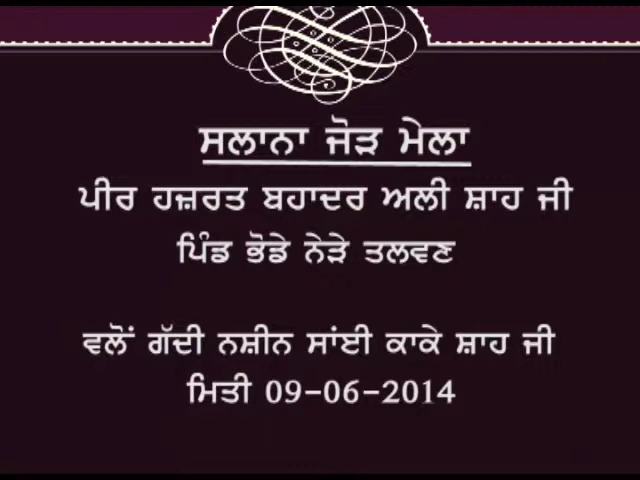 ਸਲਾਨਾ ਜੋੜ ਮੇਲਾ
ਪੀਰ ਹਜ਼ਰਤ ਬਹਾਦਰ ਅਲੀ ਸ਼ਾਹ ਜੀ
ਪਿੰਡ ਭੋਡੇ ਨੇੜੇ ਤਲਵਣ
ਵਲੋਂ ਗੱਦੀ ਨਸ਼ੀਨ ਸਾਂਈ ਕਾਕੇ ਸ਼ਾਹ ਜੀ
ਮਿਤੀ 09-06-2014